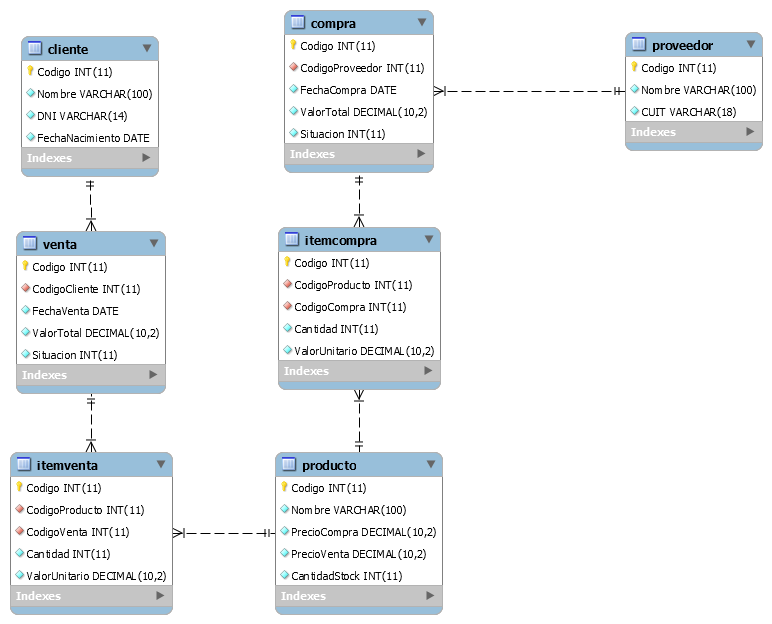 cliente
Codigo INT(11)
Nombre VARCHAR(100)
DNI VARCHAR(14)
FechaNacimiento DATE
Indexes
compra
Codigo INT(11)
CodigoProveedor INT(11)
FechaCompra DATE
ValorTotal DECIMAL(10,2)
Situacion INT(11)
Indexes
proveedor
Codigo INT(11)
Nombre VARCHAR(100)
CUIT VARCHAR(18)
Indexes
venta
Codigo INT(11)
CodigoCliente INT(11)
FechaVenta DATE
ValorTotal DECIMAL(10,2)
Situacion INT(11)
Indexes
itemcompra
Codigo INT(11)
CodigoProducto INT(11)
CodigoCompra INT(11)
Cantidad INT(11)
ValorUnitario DECIMAL(10,2)
Indexes
itemventa
Codigo INT(11)
CodigoProducto INT(11)
CodigoVenta INT(11)
Cantidad INT(11)
ValorUnitario DECIMAL(10,2)
Indexes
producto
Codigo INT(11)
Nombre VARCHAR(100)
PrecioCompra DECIMAL(10,2)
PrecioVenta DECIMAL(10,2)
CantidadStock INT(11)
Indexes